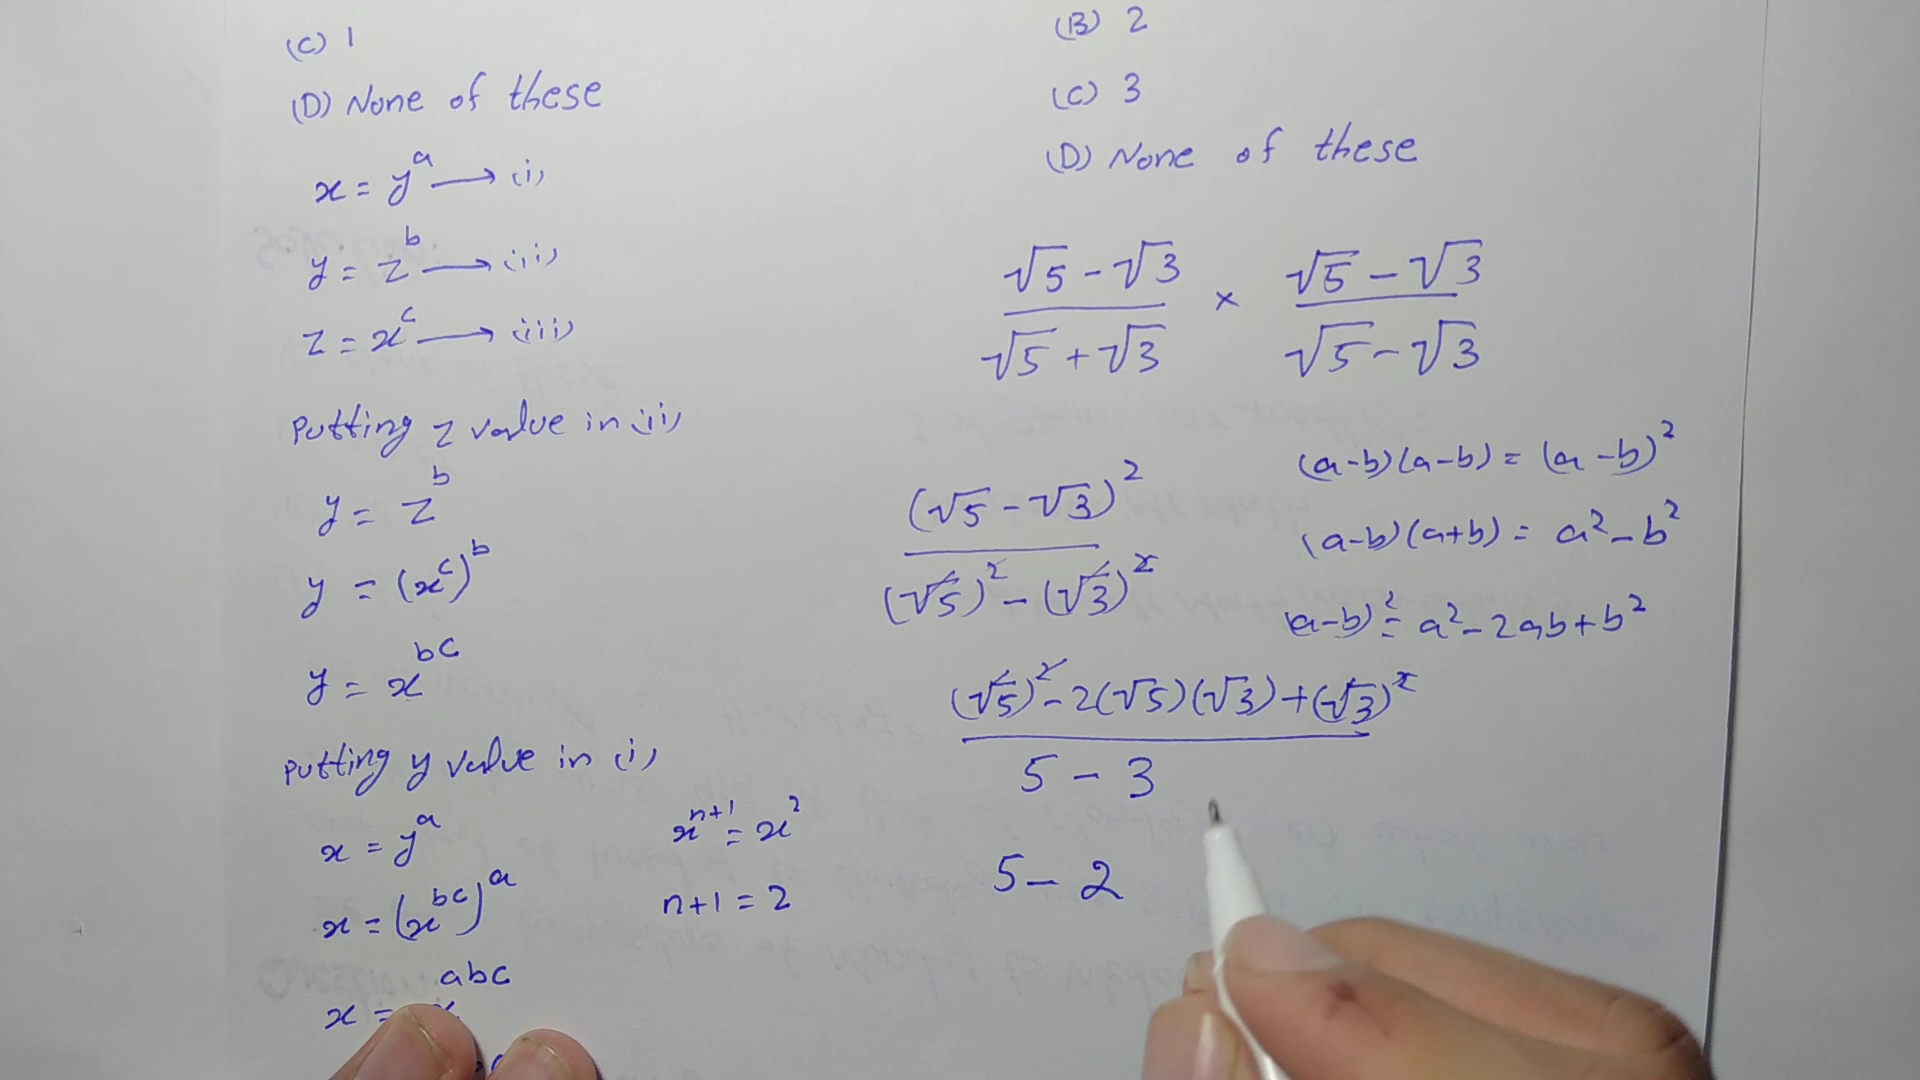 (C) 1
(D) None of these
x = y^a → (i)
y = z^b → (ii)
z = x^c → (iii)
Putting z value in (ii)
y = z^b
y = (x^c)^b
y = x^bc
Putting y value in (i)
x = y^a
x = (x^bc)^a
x = x^abc
x^n+1 = x^2
n+1 = 2
(B) 2
(C) 3
(D) None of these
√5 - √3 / √5 + √3 × √5 - √3 / √5 - √3
(√5 - √3)^2
(√5)^2 - (√3)^2
(√5)^2 - 2(√5)(√3) + (√3)^2
5 - 3
5 - 2
(a-b)(a-b) = (a-b)^2
(a-b)(a+b) = a^2 - b^2
(a-b)^2 = a^2 - 2ab + b^2